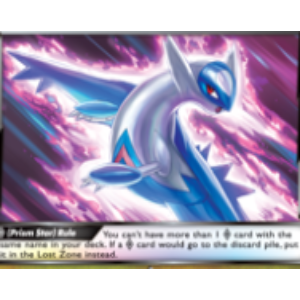 ◇ (Prism Star) Rule You can't have more than 1 ◇ card with the
same name in your deck. If a ◇ card would go to the discard pile, put
it in the Lost Zone instead.